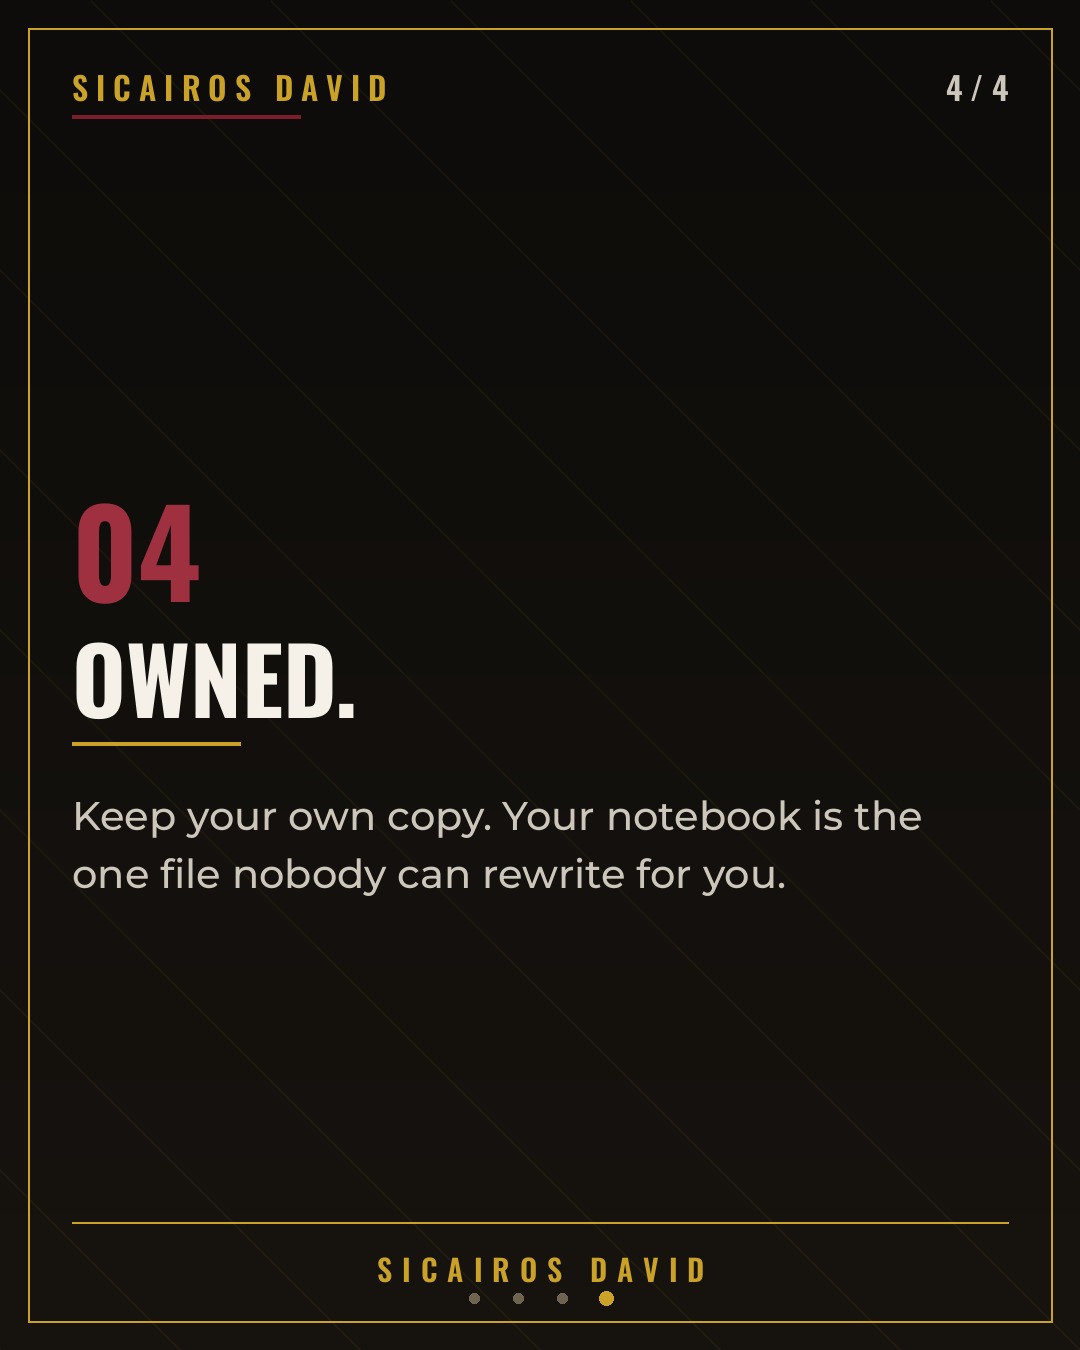 SICAIROS DAVID
4 / 4
04
OWNED.
Keep your own copy. Your notebook is the
one file nobody can rewrite for you.
SICAIROS DAVID